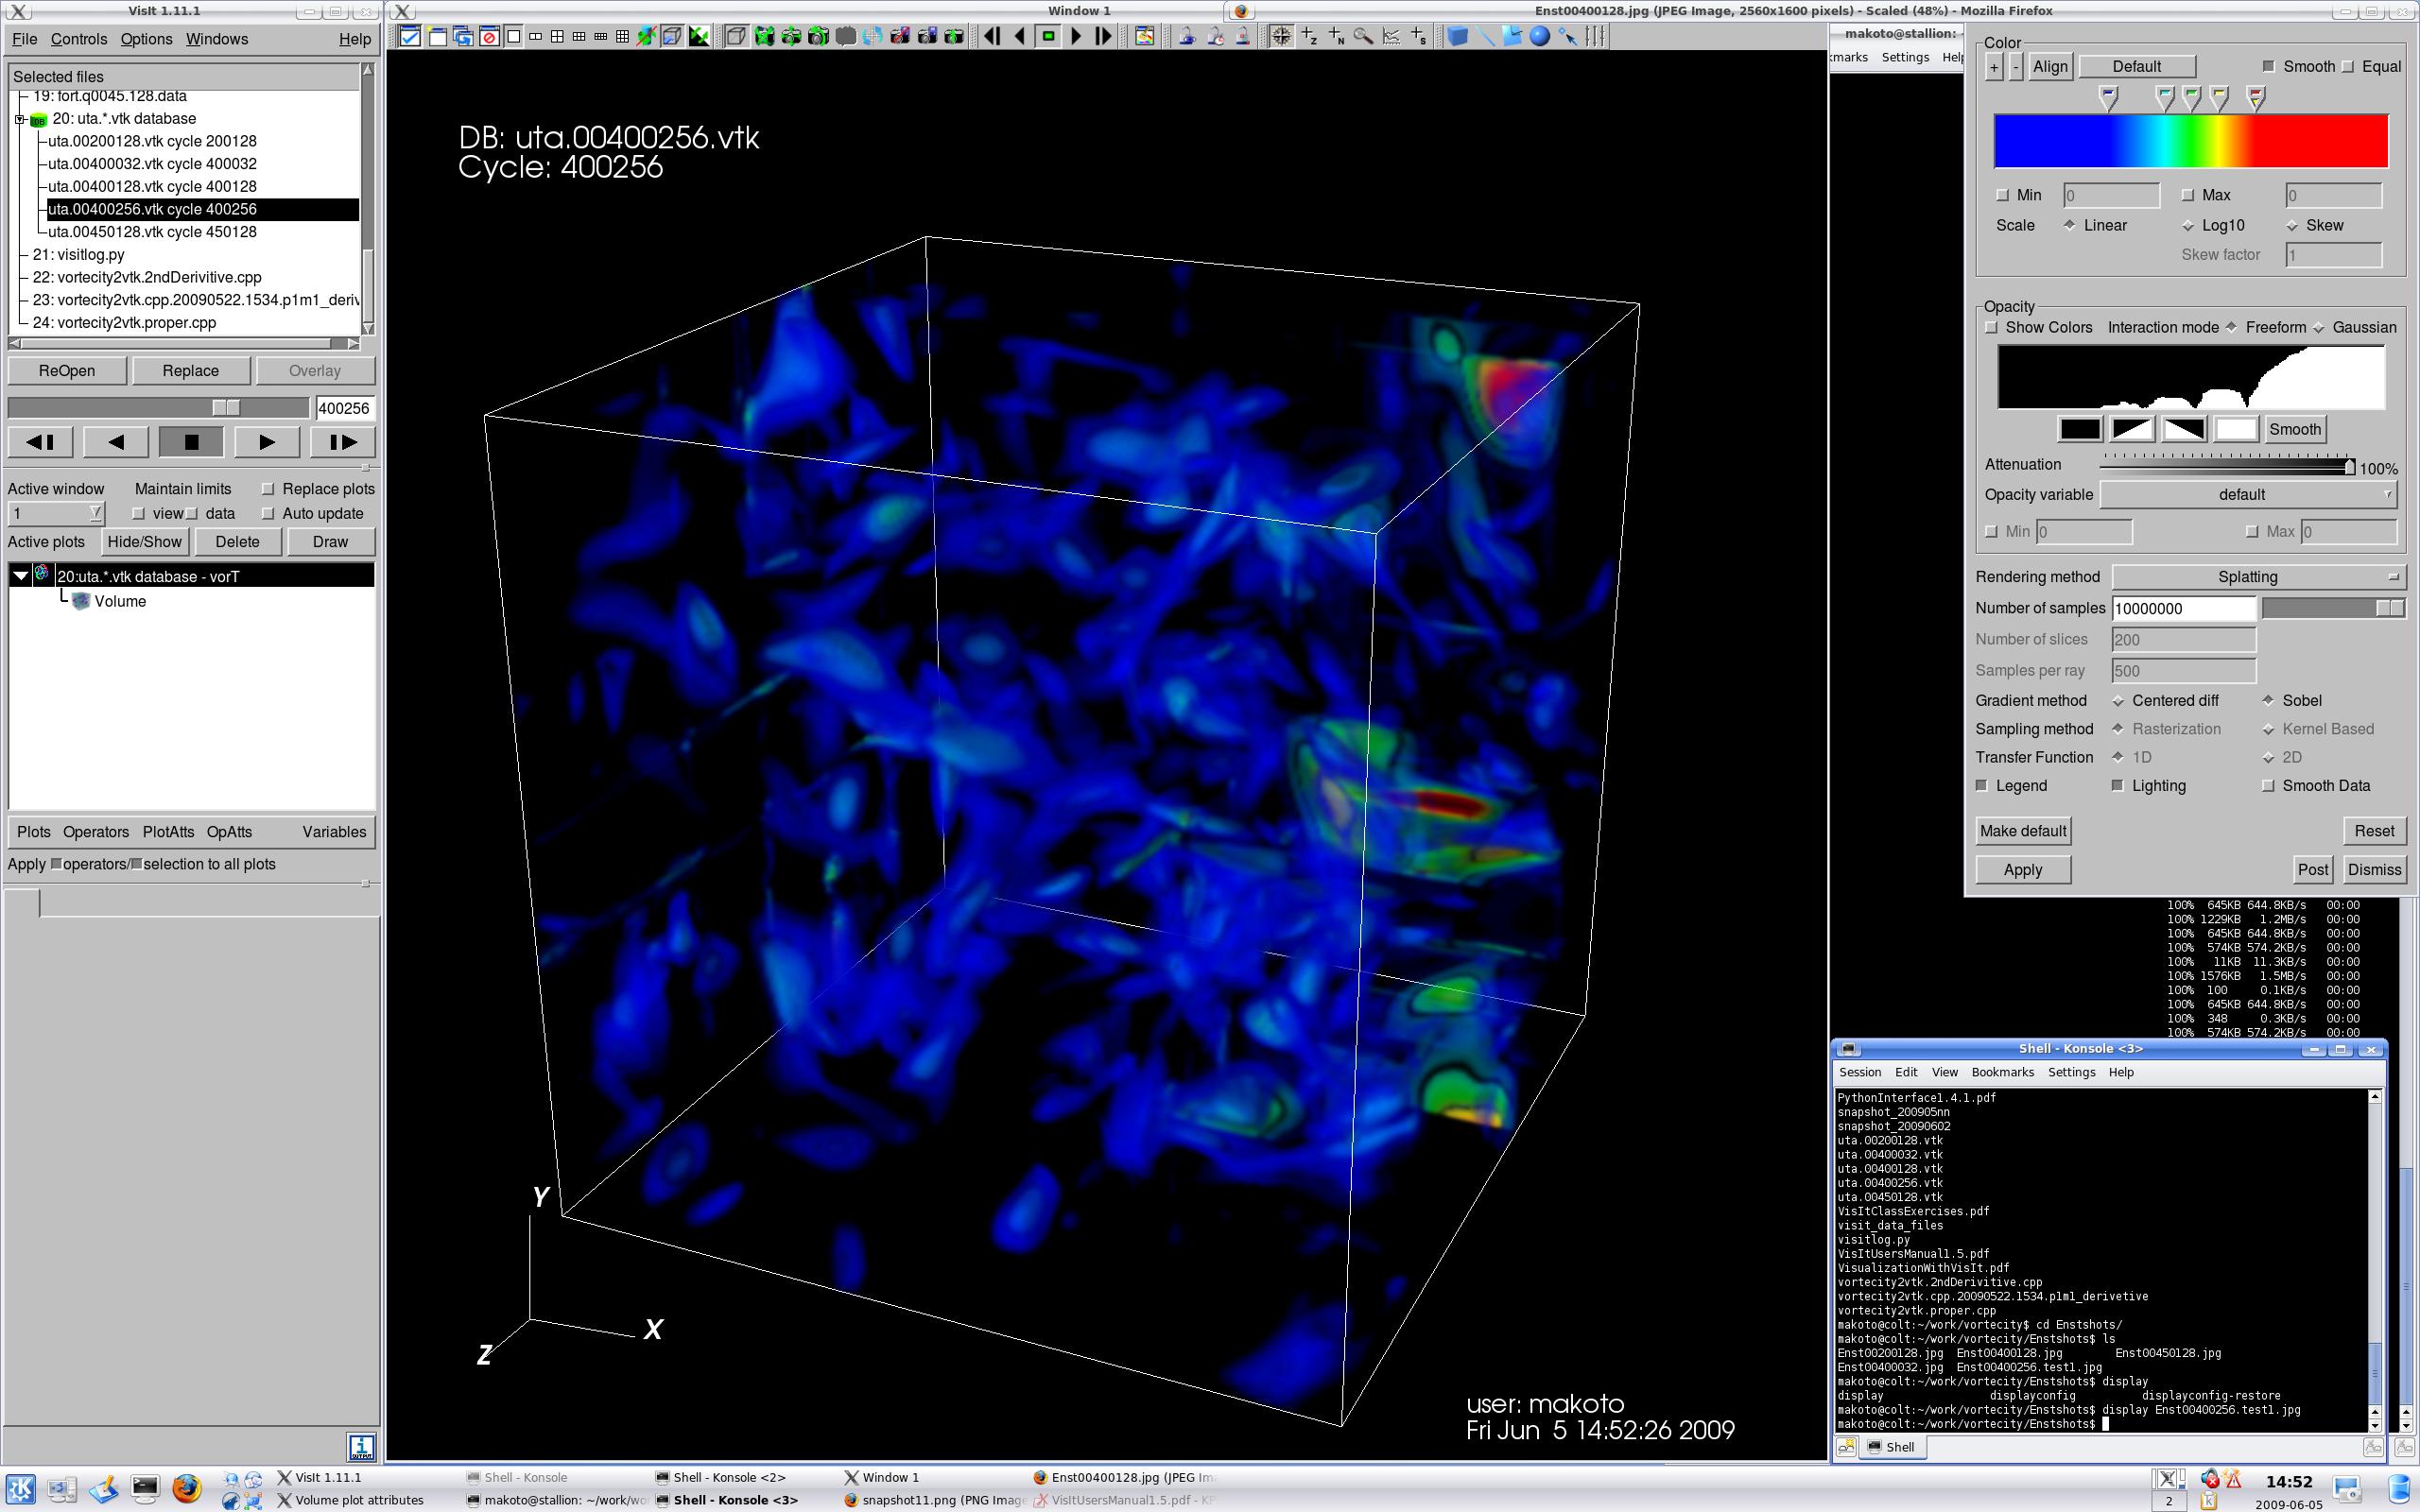 VisIt 1.11.1
File Controls Options Windows Help
Selected files
19: fort.q0045.128.data
20: uta.*.vtk database
uta.00200128.vtk cycle 200128
uta.00400032.vtk cycle 400032
uta.00400128.vtk cycle 400128
uta.00400256.vtk cycle 400256
uta.00450128.vtk cycle 450128
21: visitlog.py
22: vortecity2vtk.2ndDerivitive.cpp
23: vortecity2vtk.cpp.20090522.1534.p1m1_deriv
24: vortecity2vtk.proper.cpp
ReOpen Replace Overlay
400256
Active window Maintain limits Replace plots
1 view data Auto update
Active plots Hide/Show Delete Draw
20:uta.*.vtk database - vorT
Volume
Plots Operators PlotAtts OpAtts Variables
Apply operators/ selection to all plots
Window 1
DB: uta.00400256.vtk
Cycle: 400256
Y
X
Z
user: makoto
Fri Jun 5 14:52:26 2009
Enst00400128.jpg (JPEG Image, 2560x1600 pixels) - Scaled (48%) - Mozilla Firefox
makoto@stallion:
kmarks Settings Help
Color
+ - Align Default Smooth Equal
Min 0 Max 0
Scale Linear Log10 Skew
Skew factor 1
Opacity
Show Colors Interaction mode Freeform Gaussian
Smooth
Attenuation 100%
Opacity variable default
Min 0 Max 0
Rendering method Splatting
Number of samples 10000000
Number of slices 200
Samples per ray 500
Gradient method Centered diff Sobel
Sampling method Rasterization Kernel Based
Transfer Function 1D 2D
Legend Lighting Smooth Data
Make default Reset
Apply Post Dismiss
100% 645KB 644.8KB/s 00:00
100% 1229KB 1.2MB/s 00:00
100% 645KB 644.8KB/s 00:00
100% 574KB 574.2KB/s 00:00
100% 11KB 11.3KB/s 00:00
100% 1576KB 1.5MB/s 00:00
100% 100 0.1KB/s 00:00
100% 645KB 644.8KB/s 00:00
100% 348 0.3KB/s 00:00
100% 574KB 574.2KB/s 00:00
Shell - Konsole <3>
Session Edit View Bookmarks Settings Help
PythonInterface1.4.1.pdf
snapshot_200905nn
snapshot_20090602
uta.00200128.vtk
uta.00400032.vtk
uta.00400128.vtk
uta.00400256.vtk
uta.00450128.vtk
VisItClassExercises.pdf
visit_data_files
visitlog.py
VisItUsersManual1.5.pdf
VisualizationWithVisIt.pdf
vortecity2vtk.2ndDerivitive.cpp
vortecity2vtk.cpp.20090522.1534.p1m1_derivetive
vortecity2vtk.proper.cpp
makoto@colt:~/work/vortecity$ cd Enstshots/
makoto@colt:~/work/vortecity/Enstshots$ ls
Enst00200128.jpg Enst00400128.jpg Enst00450128.jpg
Enst00400032.jpg Enst00400256.test1.jpg
makoto@colt:~/work/vortecity/Enstshots$ display
display displayconfig displayconfig-restore
makoto@colt:~/work/vortecity/Enstshots$ display Enst00400256.test1.jpg
makoto@colt:~/work/vortecity/Enstshots$
Shell
VisIt 1.11.1 Shell - Konsole Shell - Konsole <2> Window 1 Enst00400128.jpg (JPEG Im
Volume plot attributes makoto@stallion: ~/work/wo Shell - Konsole <3> snapshot11.png (PNG Image VisItUsersManual1.5.pdf - KP
2
14:52
2009-06-05